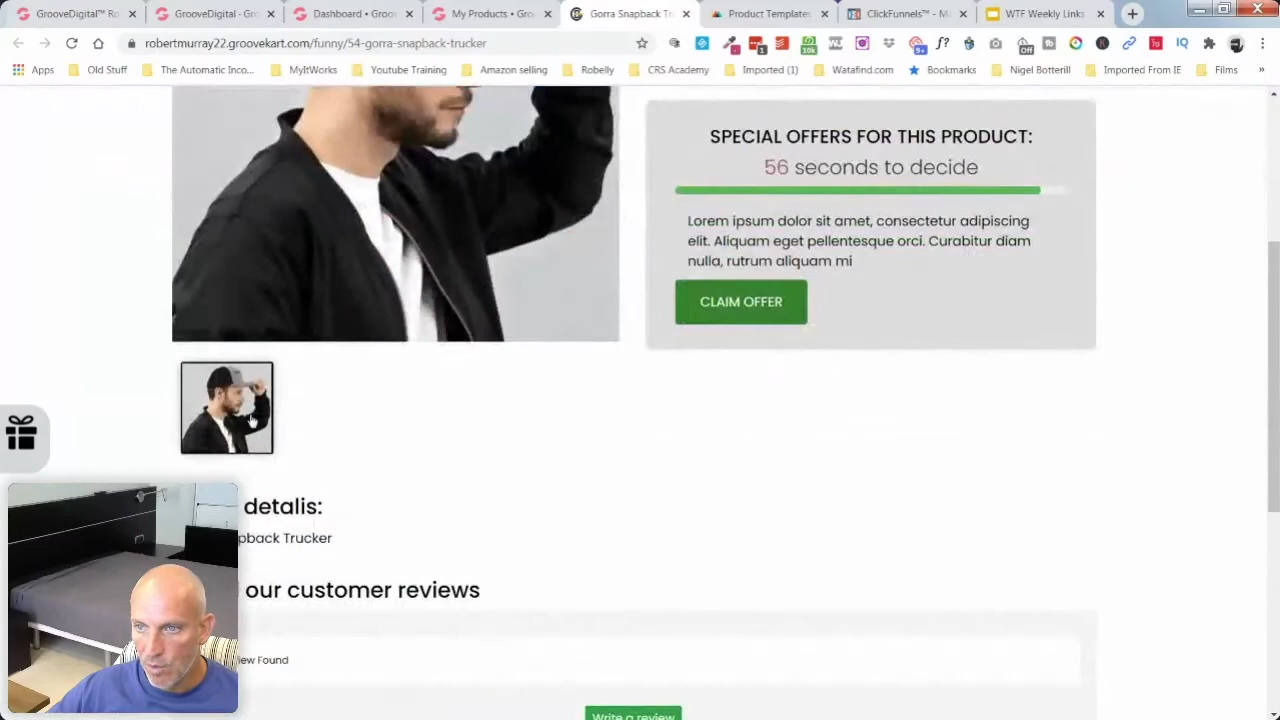 GrooveDigital™ Ro
GrooveDigital - G
Dashboard • Groo
My Products • Gro
Gorra Snapback Tr
Product Templates
ClickFunnels™ - M
WTF Weekly Links
robertmurray22.groovekart.com/funny/54-gorra-snapback-trucker
Apps
Old Stuff
The Automatic Inco...
MyItWorks
Youtube Training
Amazon selling
Robelly
CRS Academy
Imported (1)
Watafind.com
Bookmarks
Nigel Botterill
Imported From IE
Films
»
SPECIAL OFFERS FOR THIS PRODUCT:
56 seconds to decide
Lorem ipsum dolor sit amet, consectetur adipiscing
elit. Aliquam eget pellentesque orci. Curabitur diam
nulla, rutrum aliquam mi
CLAIM OFFER
detalis:
pback Trucker
our customer reviews
iew Found
Write a review